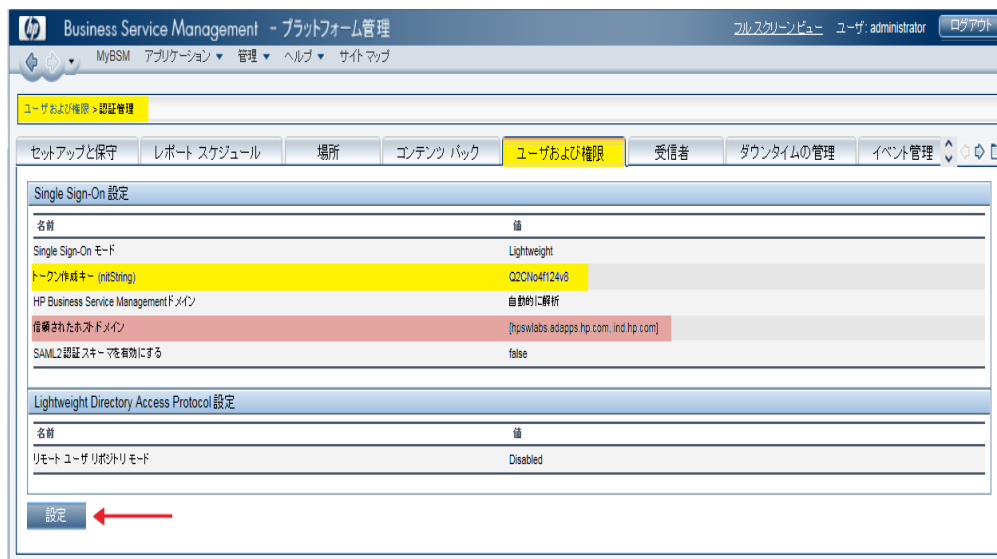 hp Business Service Management - プラットフォーム管理 フル スクリーン ビュー ユーザ: administrator ログアウト
MyBSM アプリケーション 管理 ヘルプ サイト マップ
ユーザおよび権限 > 認証管理
セットアップと保守 レポート スケジュール 場所 コンテンツ パック ユーザおよび権限 受信者 ダウンタイムの管理 イベント管理
Single Sign-On 設定
名前 値
Single Sign-On モード Lightweight
トークン作成キー (nitString) Q2CNo4f124v6
HP Business Service Managementドメイン 自動的に解析
信頼されたホストドメイン [hpswlabs.adapps.hp.com, ind.hp.com]
SAML2 認証スキーマを有効にする false
Lightweight Directory Access Protocol 設定
名前 値
リモート ユーザ リポジトリ モード Disabled
設定